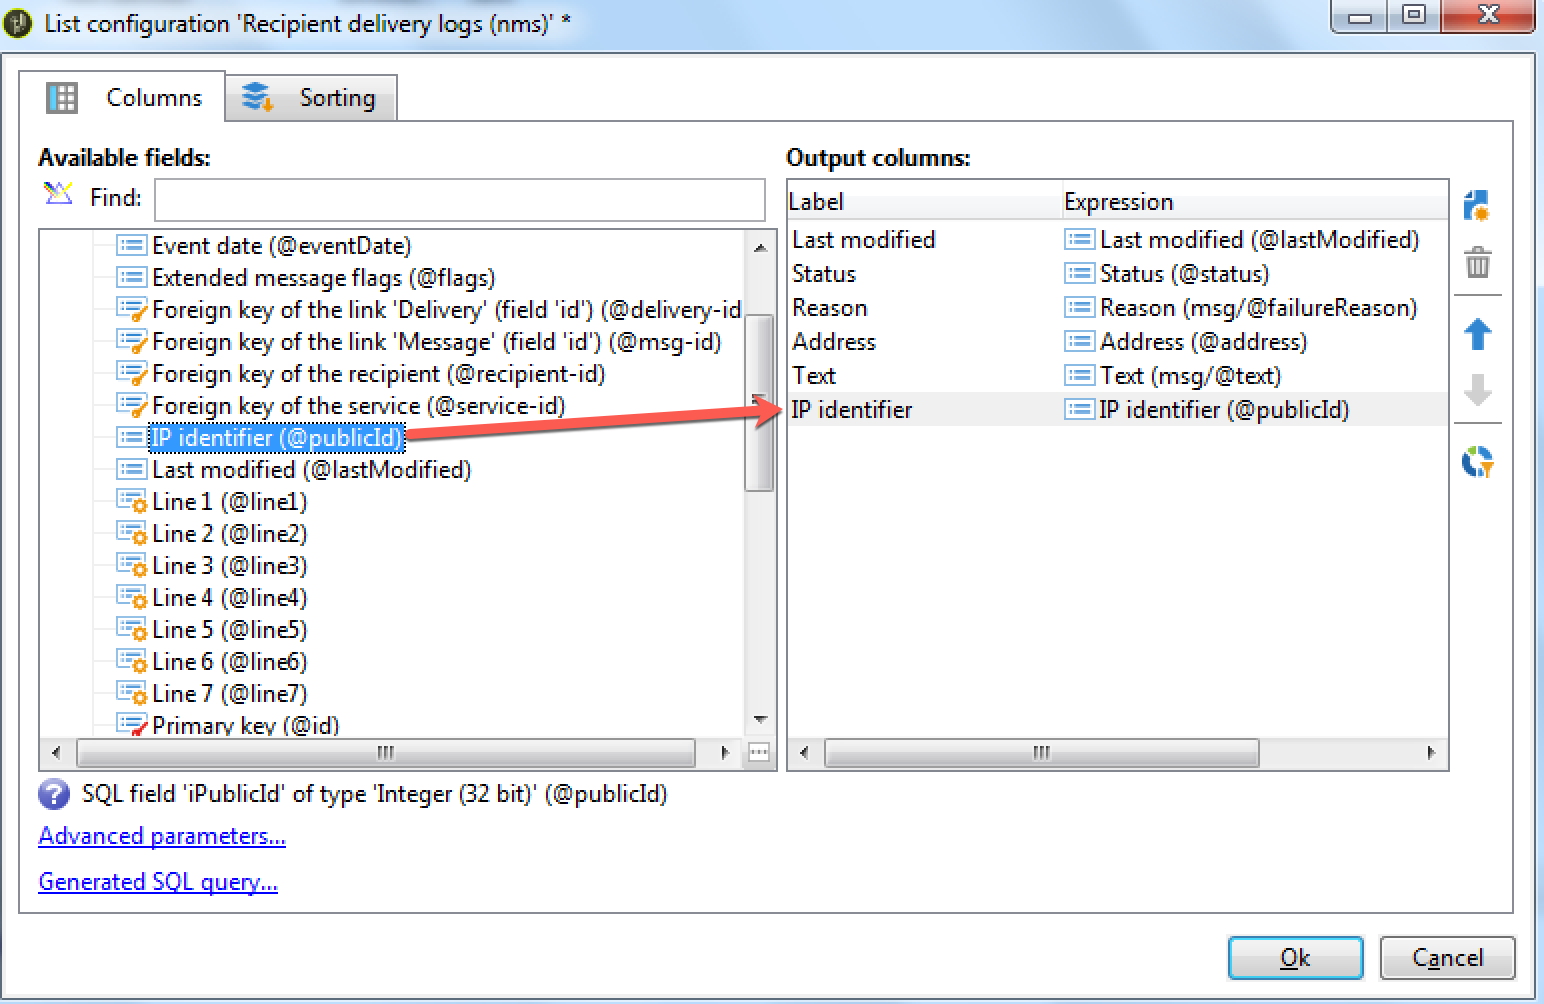 List configuration 'Recipient delivery logs (nms)' *
Columns
Sorting
Available fields:
Find:
Event date (@eventDate)
Extended message flags (@flags)
Foreign key of the link 'Delivery' (field 'id') (@delivery-id
Foreign key of the link 'Message' (field 'id') (@msg-id)
Foreign key of the recipient (@recipient-id)
Foreign key of the service (@service-id)
IP identifier (@publicId)
Last modified (@lastModified)
Line 1 (@line1)
Line 2 (@line2)
Line 3 (@line3)
Line 4 (@line4)
Line 5 (@line5)
Line 6 (@line6)
Line 7 (@line7)
Primary key (@id)
Output columns:
Label Expression
Last modified Last modified (@lastModified)
Status Status (@status)
Reason Reason (msg/@failureReason)
Address Address (@address)
Text Text (msg/@text)
IP identifier IP identifier (@publicId)
SQL field 'iPublicId' of type 'Integer (32 bit)' (@publicId)
Advanced parameters...
Generated SQL query...
Ok
Cancel